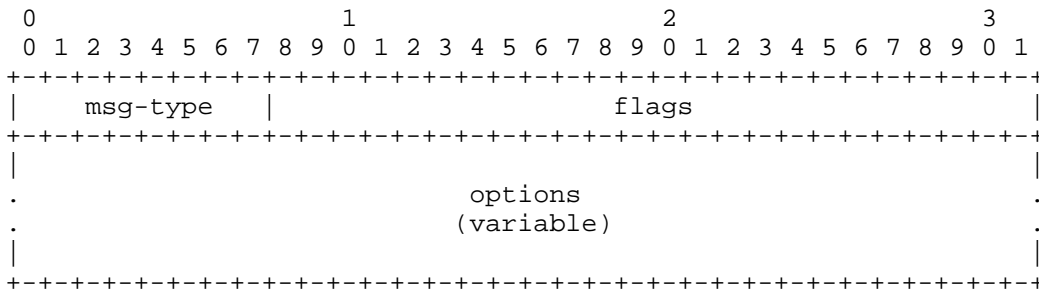 0                   1                   2                   3
 0 1 2 3 4 5 6 7 8 9 0 1 2 3 4 5 6 7 8 9 0 1 2 3 4 5 6 7 8 9 0 1
+-+-+-+-+-+-+-+-+-+-+-+-+-+-+-+-+-+-+-+-+-+-+-+-+-+-+-+-+-+-+-+-+
|    msg-type   |                     flags                     |
+-+-+-+-+-+-+-+-+-+-+-+-+-+-+-+-+-+-+-+-+-+-+-+-+-+-+-+-+-+-+-+-+
|                                                               |
.                            options                            .
.                           (variable)                          .
|                                                               |
+-+-+-+-+-+-+-+-+-+-+-+-+-+-+-+-+-+-+-+-+-+-+-+-+-+-+-+-+-+-+-+-+